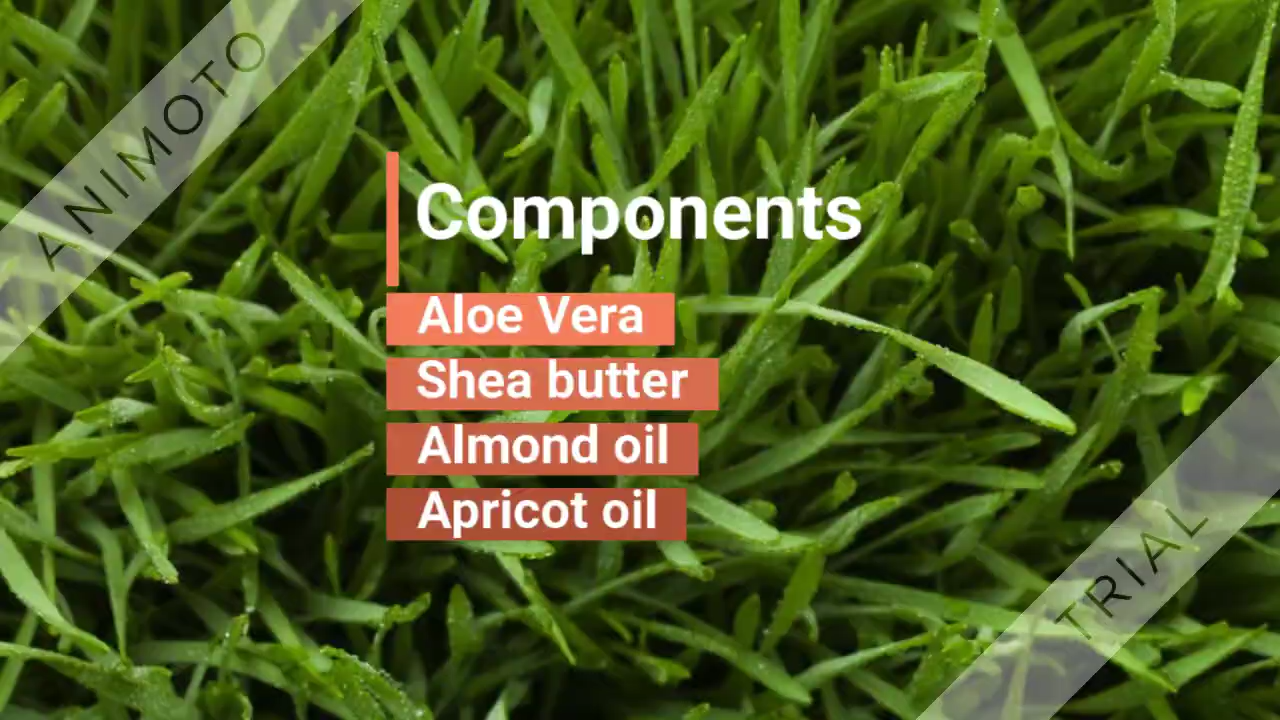 ANIMOTO
Components
Aloe Vera
Shea butter
Almond oil
Apricot oil
TRIAL